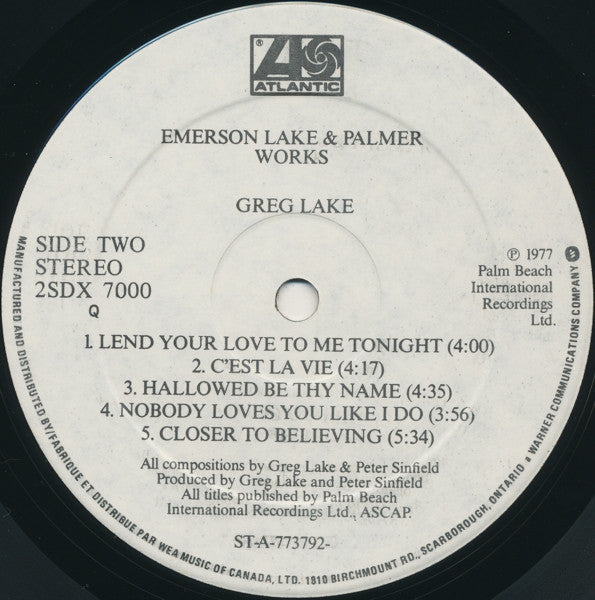 ® ATLANTIC
EMERSON LAKE & PALMER
WORKS
GREG LAKE
SIDE TWO
STEREO
2SDX 7000
Q
℗ 1977
Palm Beach
International
Recordings
Ltd.
1. LEND YOUR LOVE TO ME TONIGHT (4:00)
2. C'EST LA VIE (4:17)
3. HALLOWED BE THY NAME (4:35)
4. NOBODY LOVES YOU LIKE I DO (3:56)
5. CLOSER TO BELIEVING (5:34)
All compositions by Greg Lake & Peter Sinfield
Produced by Greg Lake and Peter Sinfield
All titles published by Palm Beach
International Recordings Ltd., ASCAP.
ST-A-773792-
MANUFACTURED AND DISTRIBUTED BY/FABRIQUE ET DISTRIBUE PAR WEA MUSIC OF CANADA, LTD. 1810 BIRCHMOUNT RD., SCARBOROUGH, ONTARIO • A WARNER COMMUNICATIONS COMPANY